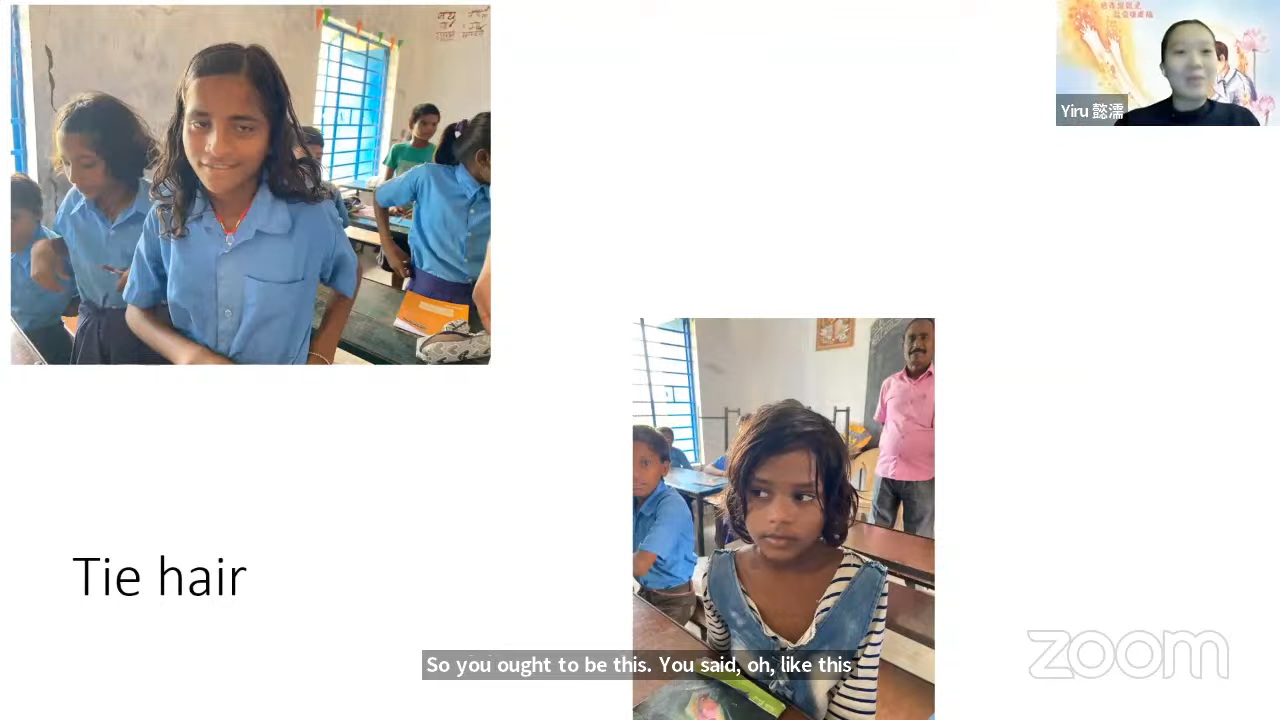 Yiru 懿濡
Tie hair
So you ought to be this. You said, oh, like this
zoom